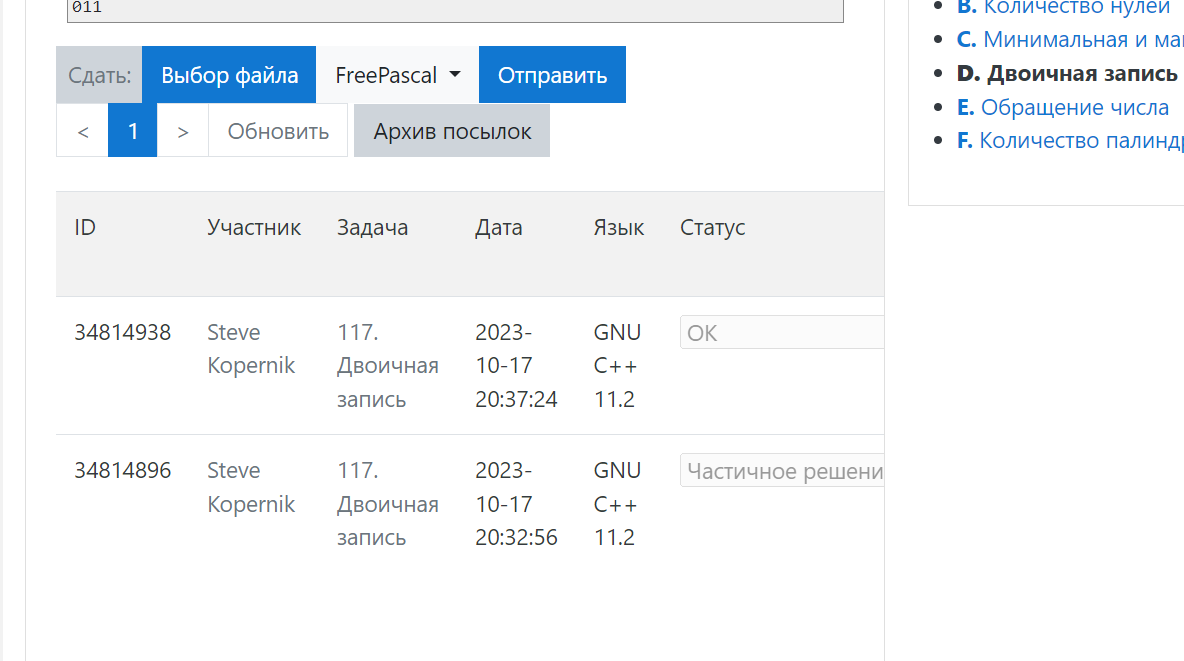 011
Сдать: Выбор файла FreePascal Отправить
< 1 > Обновить Архив посылок
ID Участник Задача Дата Язык Статус
34814938 Steve 117. 2023- GNU OK
Kopernik Двоичная 10-17 C++
запись 20:37:24 11.2
34814896 Steve 117. 2023- GNU Частичное решени
Kopernik Двоичная 10-17 C++
запись 20:32:56 11.2
B. Количество нулей
C. Минимальная и ма
D. Двоичная запись
E. Обращение числа
F. Количество палинд